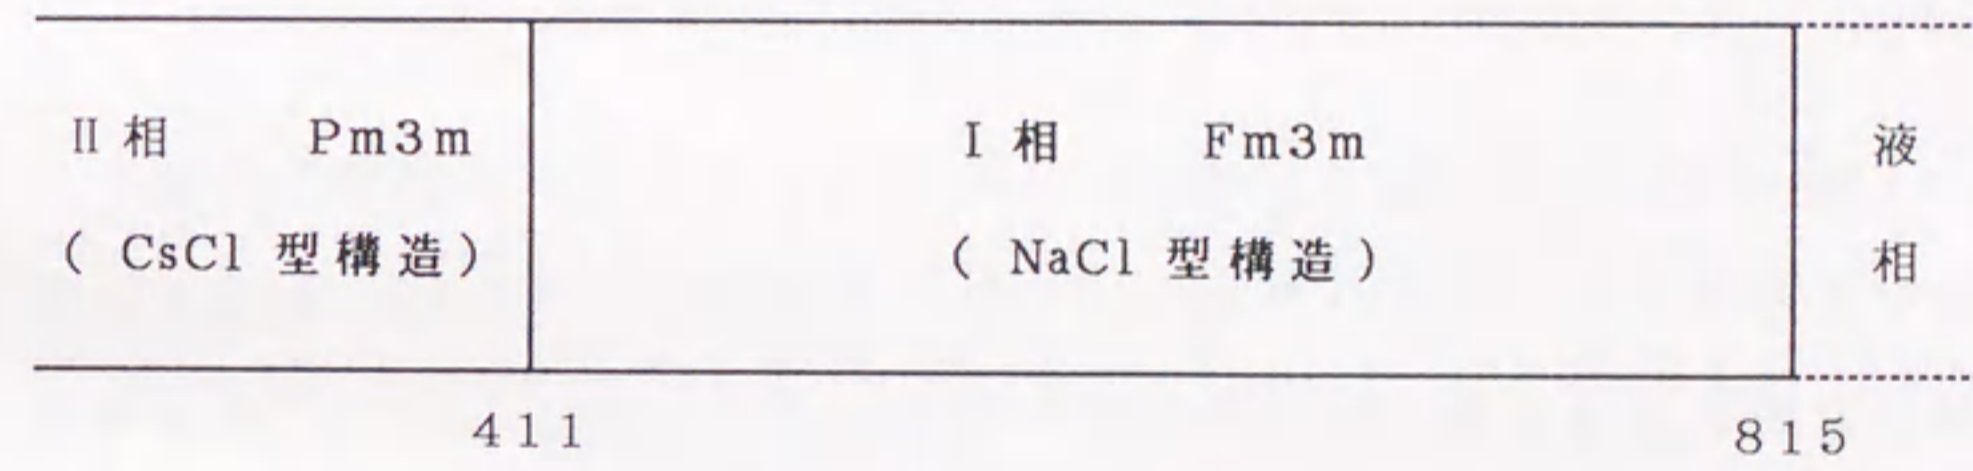 II 相 Pm3m
( CsCl 型構造 )
I 相 Fm3m
( NaCl 型構造 )
液
相
411
815